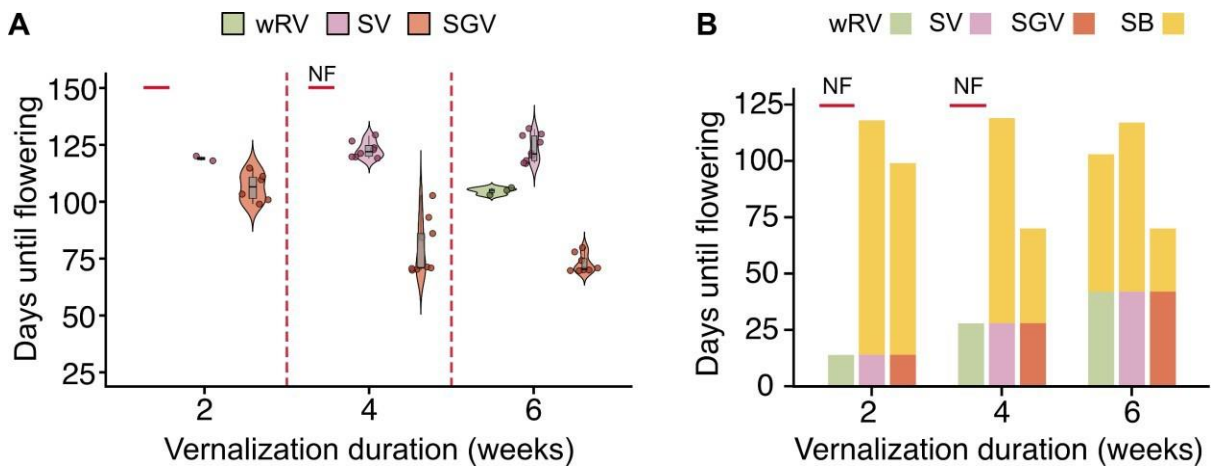 A
wRV SV SGV
NF
150
125
100
75
50
25
Days until flowering
2 4 6
Vernalization duration (weeks)
B
wRV SV SGV SB
NF NF
125
100
75
50
25
0
Days until flowering
2 4 6
Vernalization duration (weeks)